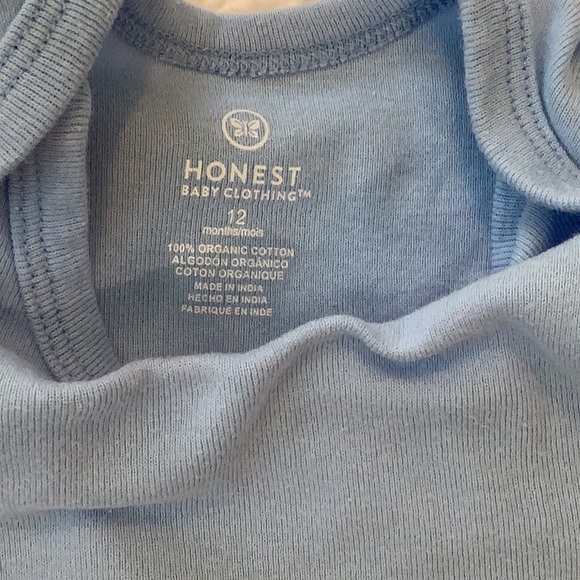 HONEST
BABY CLOTHING™
12
months/mois
100% ORGANIC COTTON
ALGODÓN ORGÁNICO
COTON ORGANIQUE
MADE IN INDIA
HECHO EN INDIA
FABRIQUE EN INDE